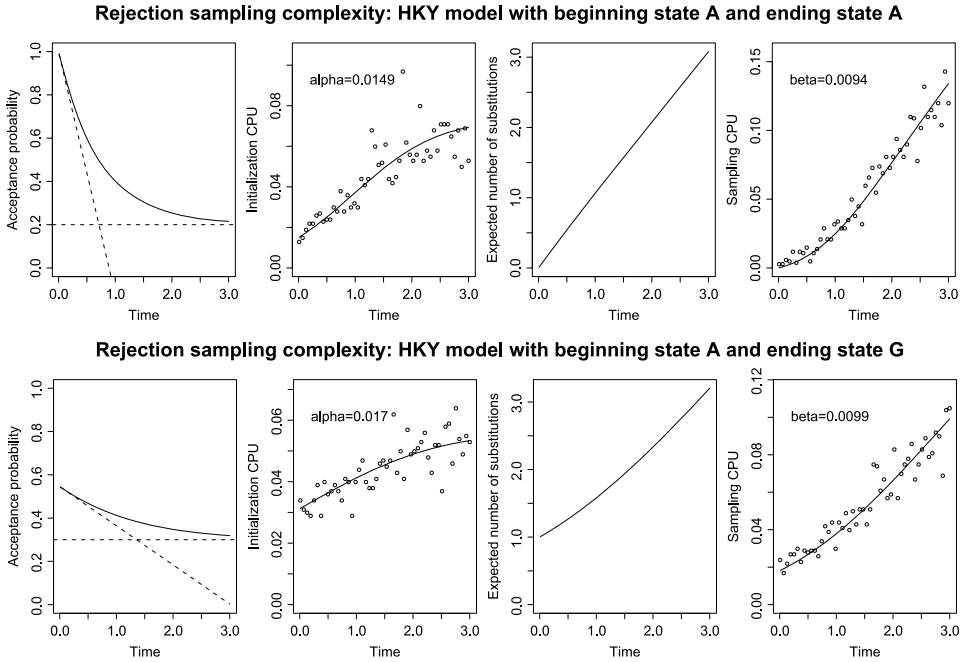 Rejection sampling complexity: HKY model with beginning state A and ending state A
Acceptance probability
0.0 0.2 0.4 0.6 0.8 1.0
0.0 1.0 2.0 3.0
Time
Initialization CPU
0.00 0.04 0.08
alpha=0.0149
0.0 1.0 2.0 3.0
Time
Expected number of substitutions
0.0 1.0 2.0 3.0
0.0 1.0 2.0 3.0
Time
Sampling CPU
0.00 0.05 0.10 0.15
beta=0.0094
0.0 1.0 2.0 3.0
Time
Rejection sampling complexity: HKY model with beginning state A and ending state G
Acceptance probability
0.0 0.2 0.4 0.6 0.8 1.0
0.0 1.0 2.0 3.0
Time
Initialization CPU
0.00 0.02 0.04 0.06
alpha=0.017
0.0 1.0 2.0 3.0
Time
Expected number of substitutions
0.0 1.0 2.0 3.0
0.0 1.0 2.0 3.0
Time
Sampling CPU
0.00 0.04 0.08 0.12
beta=0.0099
0.0 1.0 2.0 3.0
Time